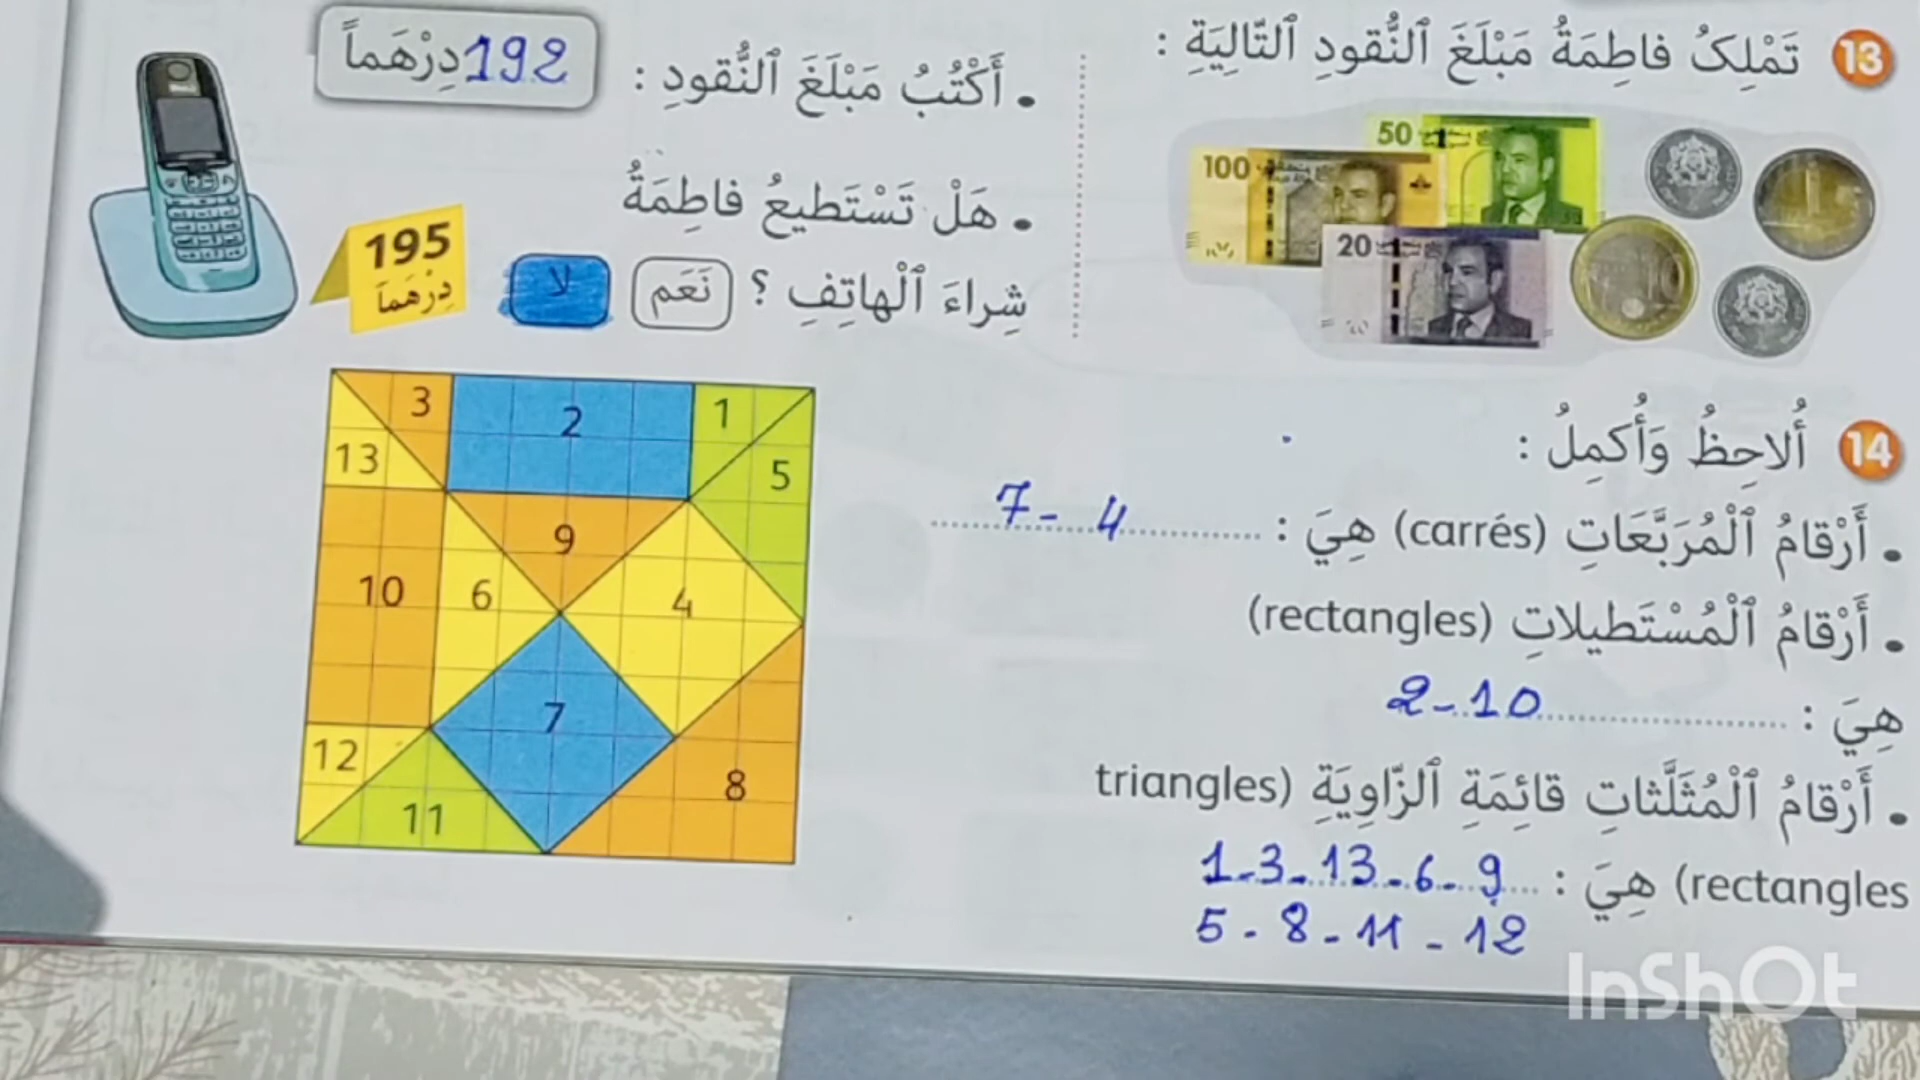 13 تَمْلِكُ فاطِمَةُ مَبْلَغَ ٱلنُّقودِ ٱلتّالِيَةِ :
50
100
20
• أَكْتُبُ مَبْلَغَ ٱلنُّقودِ : 192 دِرْهَماً
• هَلْ تَسْتَطيعُ فاطِمَةُ
شِراءَ ٱلْهاتِفِ ؟ نَعَم لا
195
دِرْهَماً
14 أُلاحِظُ وَأُكمِلُ :
• أَرْقامُ ٱلْمُرَبَّعَاتِ (carrés) هِيَ : 7 - 4
• أَرْقامُ ٱلْمُسْتَطيلاتِ (rectangles)
هِيَ : 2 - 10
• أَرْقامُ ٱلْمُثَلَّثاتِ قائِمَةِ ٱلزّاوِيَةِ (triangles
rectangles) هِيَ : 1 - 3 - 13 - 6 - 9
5 - 8 - 11 - 12
3 2 1
13 5
9
10 6 4
7
12 8
11
InShOt